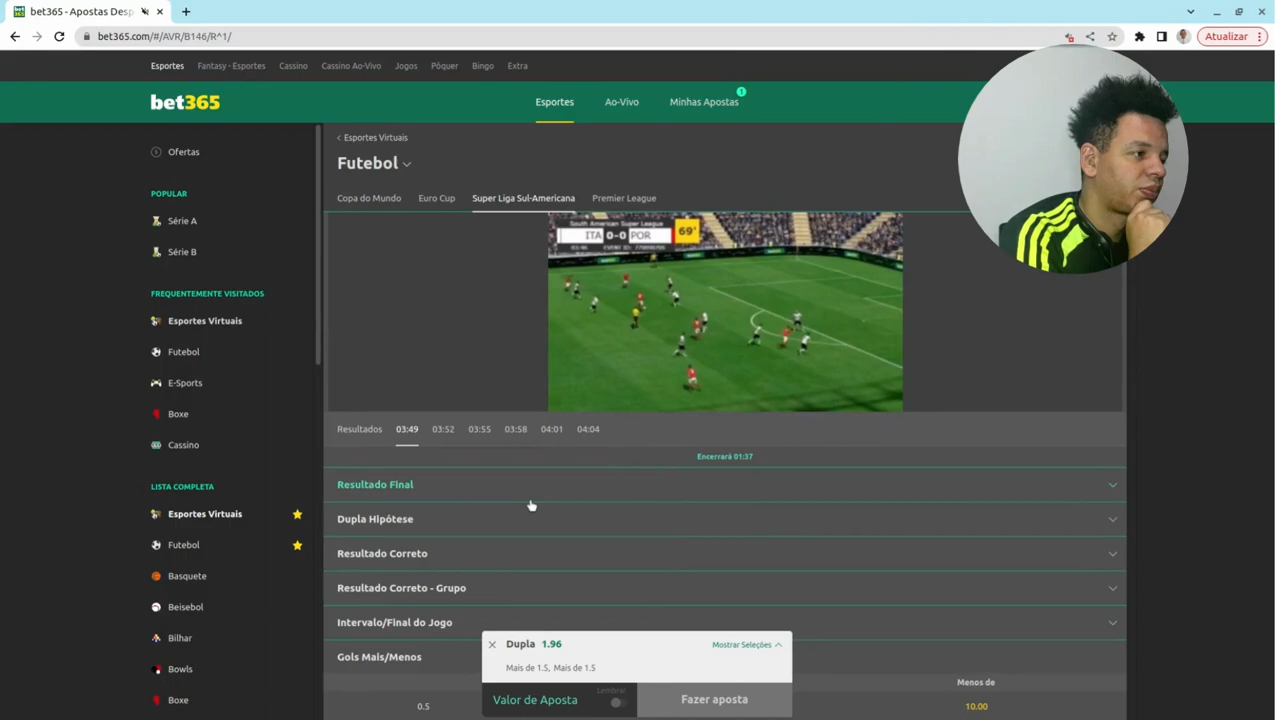 bet365 - Apostas Desp
bet365.com/#/AVR/B146/R^1/
Atualizar
Esportes
Fantasy - Esportes
Cassino
Cassino Ao-Vivo
Jogos
Pôquer
Bingo
Extra
bet365
Esportes
Ao-Vivo
Minhas Apostas
1
Ofertas
POPULAR
Série A
Série B
FREQUENTEMENTE VISITADOS
Esportes Virtuais
Futebol
E-Sports
Boxe
Cassino
LISTA COMPLETA
Esportes Virtuais
Futebol
Basquete
Beisebol
Bilhar
Bowls
Boxe
Esportes Virtuais
Futebol
Copa do Mundo
Euro Cup
Super Liga Sul-Americana
Premier League
South American Super League
ITA 0-0 POR
69'
03:46
Resultados
03:49
03:52
03:55
03:58
04:01
04:04
Encerrará 01:37
Resultado Final
Dupla Hipótese
Resultado Correto
Resultado Correto - Grupo
Intervalo/Final do Jogo
Gols Mais/Menos
Menos de
0.5
10.00
Dupla 1.96
Mostrar Seleções
Mais de 1.5, Mais de 1.5
Valor de Aposta
Lembrar
Fazer aposta